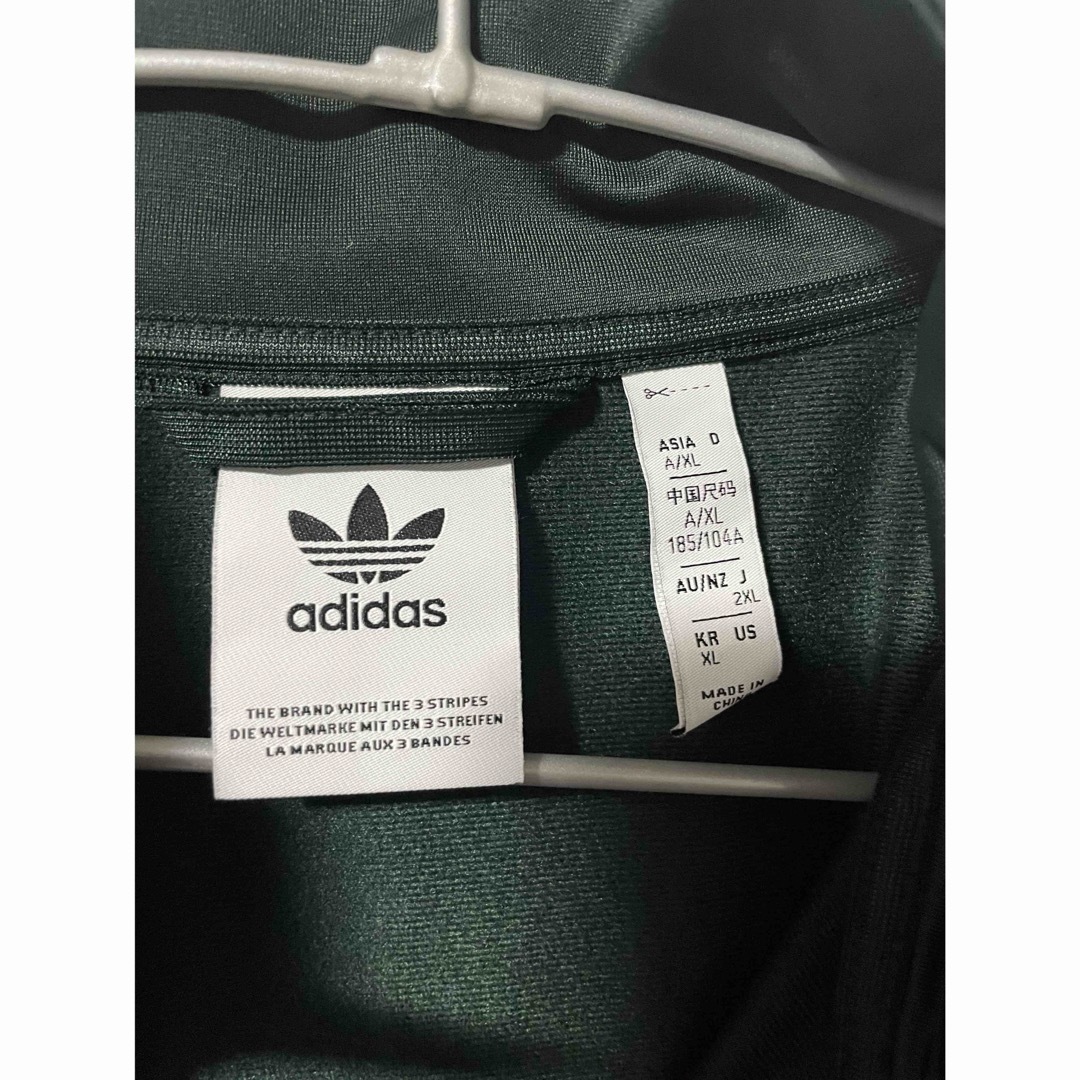 adidas
THE BRAND WITH THE 3 STRIPES
DIE WELTMARKE MIT DEN 3 STREIFEN
LA MARQUE AUX 3 BANDES
ASIA D
A/XL
中国尺码
A/XL
185/104A
AU/NZ J
2XL
KR US
XL
MADE IN
CHINA